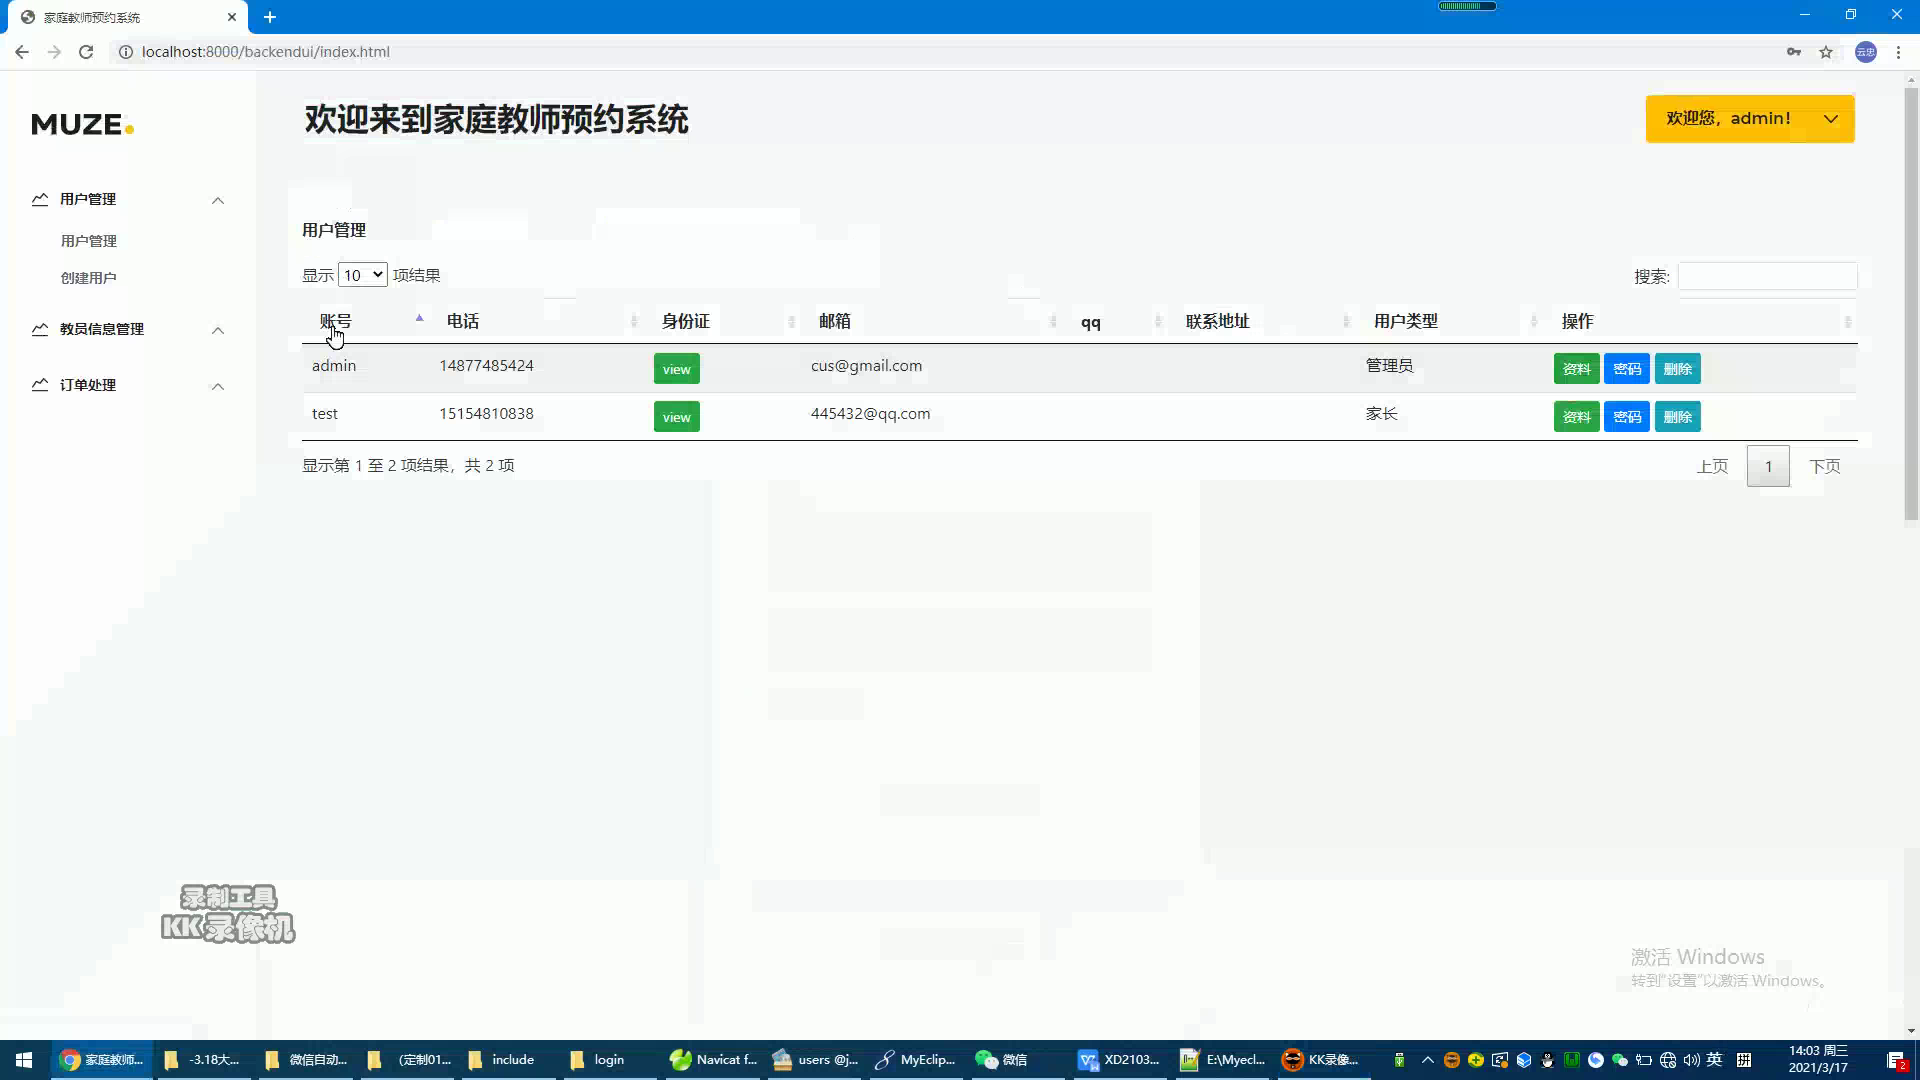 家庭教师预约系统
localhost:8000/backendui/index.html
云忠
MUZE.
欢迎来到家庭教师预约系统
欢迎您，admin！
用户管理
用户管理
创建用户
教员信息管理
订单处理
用户管理
显示 10 项结果
搜索:
账号 电话 身份证 邮箱 qq 联系地址 用户类型 操作
admin 14877485424 view cus@gmail.com 管理员 资料 密码 删除
test 15154810838 view 445432@qq.com 家长 资料 密码 删除
显示第 1 至 2 项结果，共 2 项
上页 1 下页
录制工具
KK录像机
激活 Windows
转到"设置"以激活 Windows。
家庭教师... -3.18大... 微信自动... (定制01... include login Navicat f... users @j... MyEclip... 微信 XD2103... E:\Myecl... KK录像... 英 拼 14:03 周三
2021/3/17
2